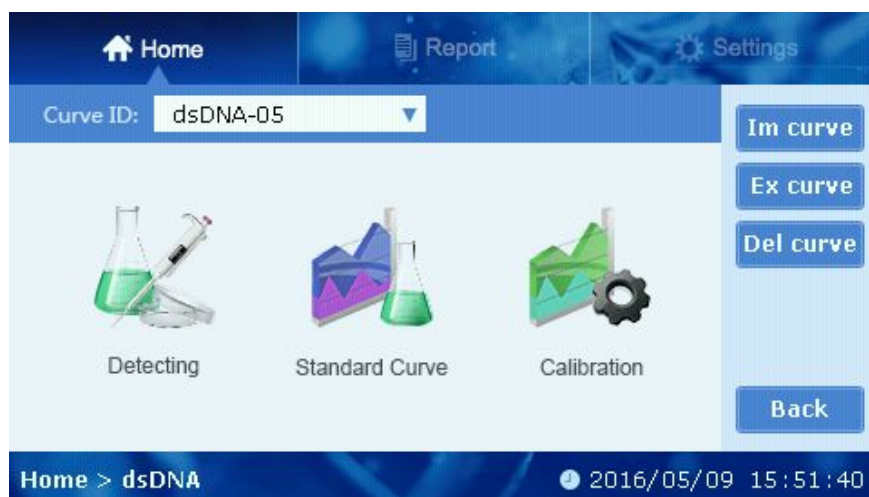 Home
Report
Settings
Curve ID: dsDNA-05
Im curve
Ex curve
Del curve
Detecting
Standard Curve
Calibration
Back
Home > dsDNA
2016/05/09 15:51:40